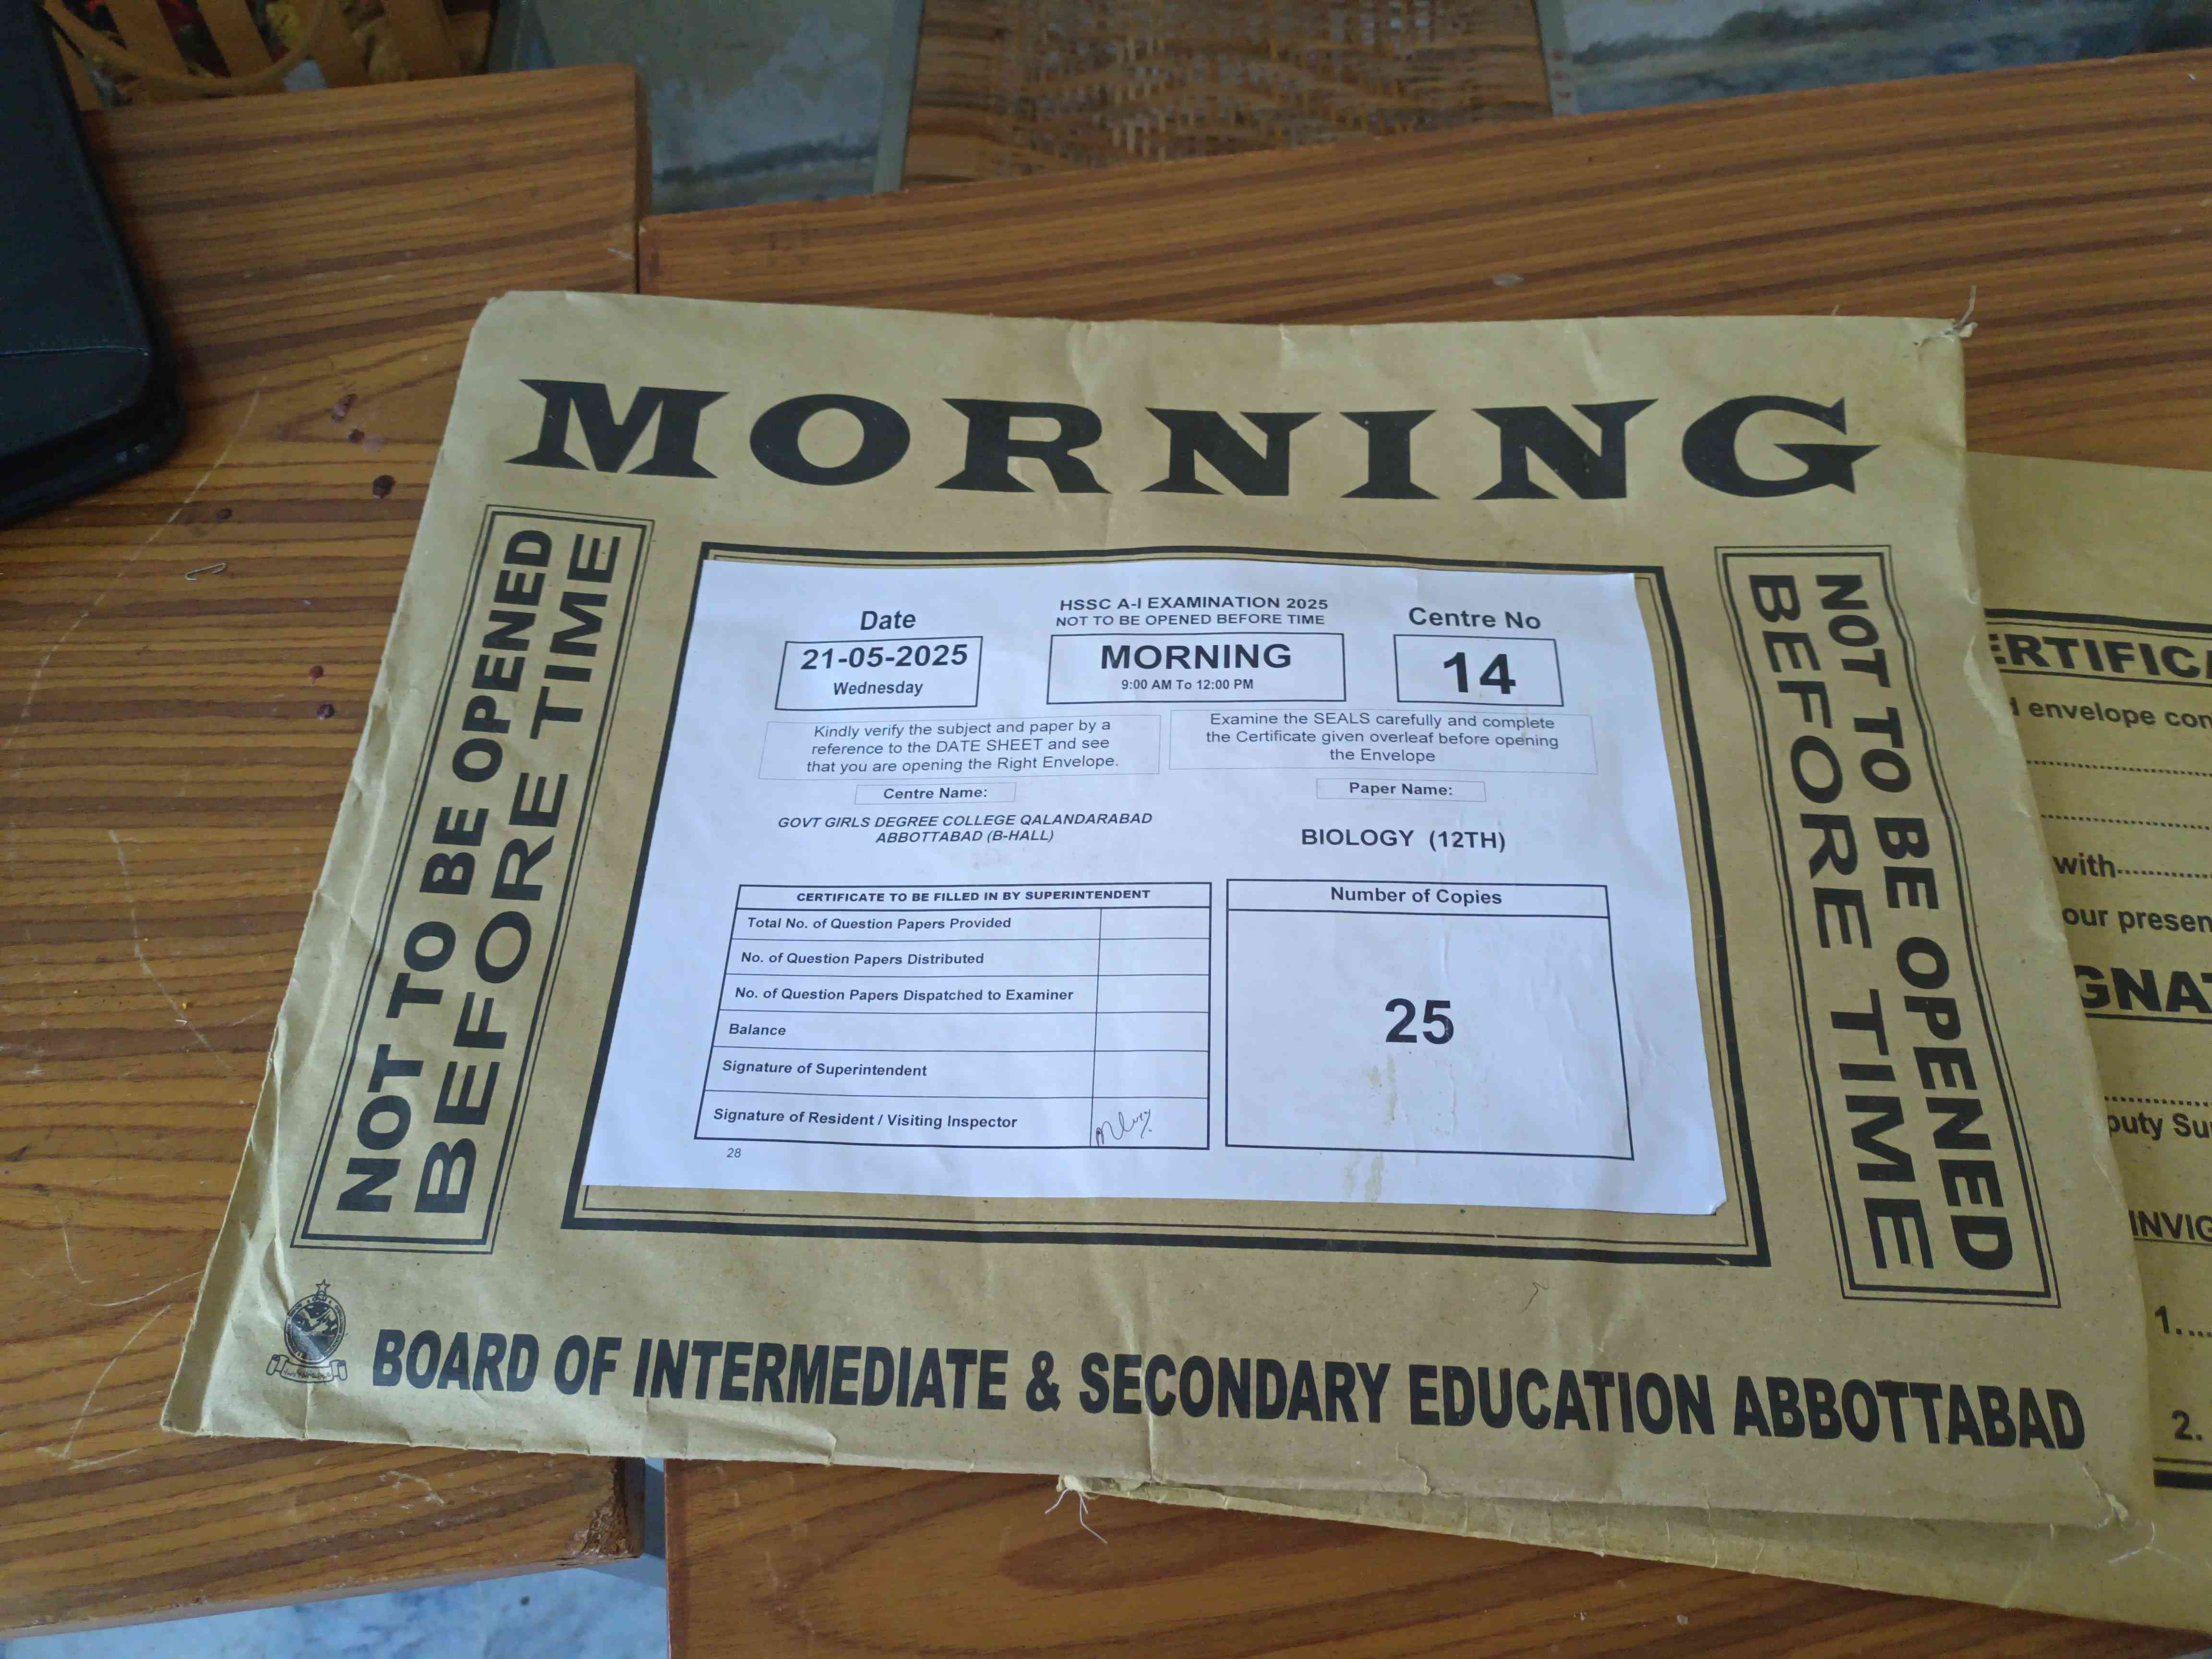 MORNING
NOT TO BE OPENED
BEFORE TIME
HSSC A-I EXAMINATION 2025
NOT TO BE OPENED BEFORE TIME
Date
21-05-2025
Wednesday
MORNING
9:00 AM To 12:00 PM
Centre No
14
Kindly verify the subject and paper by a
reference to the DATE SHEET and see
that you are opening the Right Envelope.
Examine the SEALS carefully and complete
the Certificate given overleaf before opening
the Envelope
Centre Name:
GOVT GIRLS DEGREE COLLEGE QALANDARABAD
ABBOTTABAD (B-HALL)
Paper Name:
BIOLOGY (12TH)
CERTIFICATE TO BE FILLED IN BY SUPERINTENDENT
Total No. of Question Papers Provided
No. of Question Papers Distributed
No. of Question Papers Dispatched to Examiner
Balance
Signature of Superintendent
Signature of Resident / Visiting Inspector
28
Number of Copies
25
NOT TO BE OPENED
BEFORE TIME
BOARD OF INTERMEDIATE & SECONDARY EDUCATION ABBOTTABAD
ERTIFICA
envelope con
with
our presen
GNAT
puty Su
INVIG
1.
2.